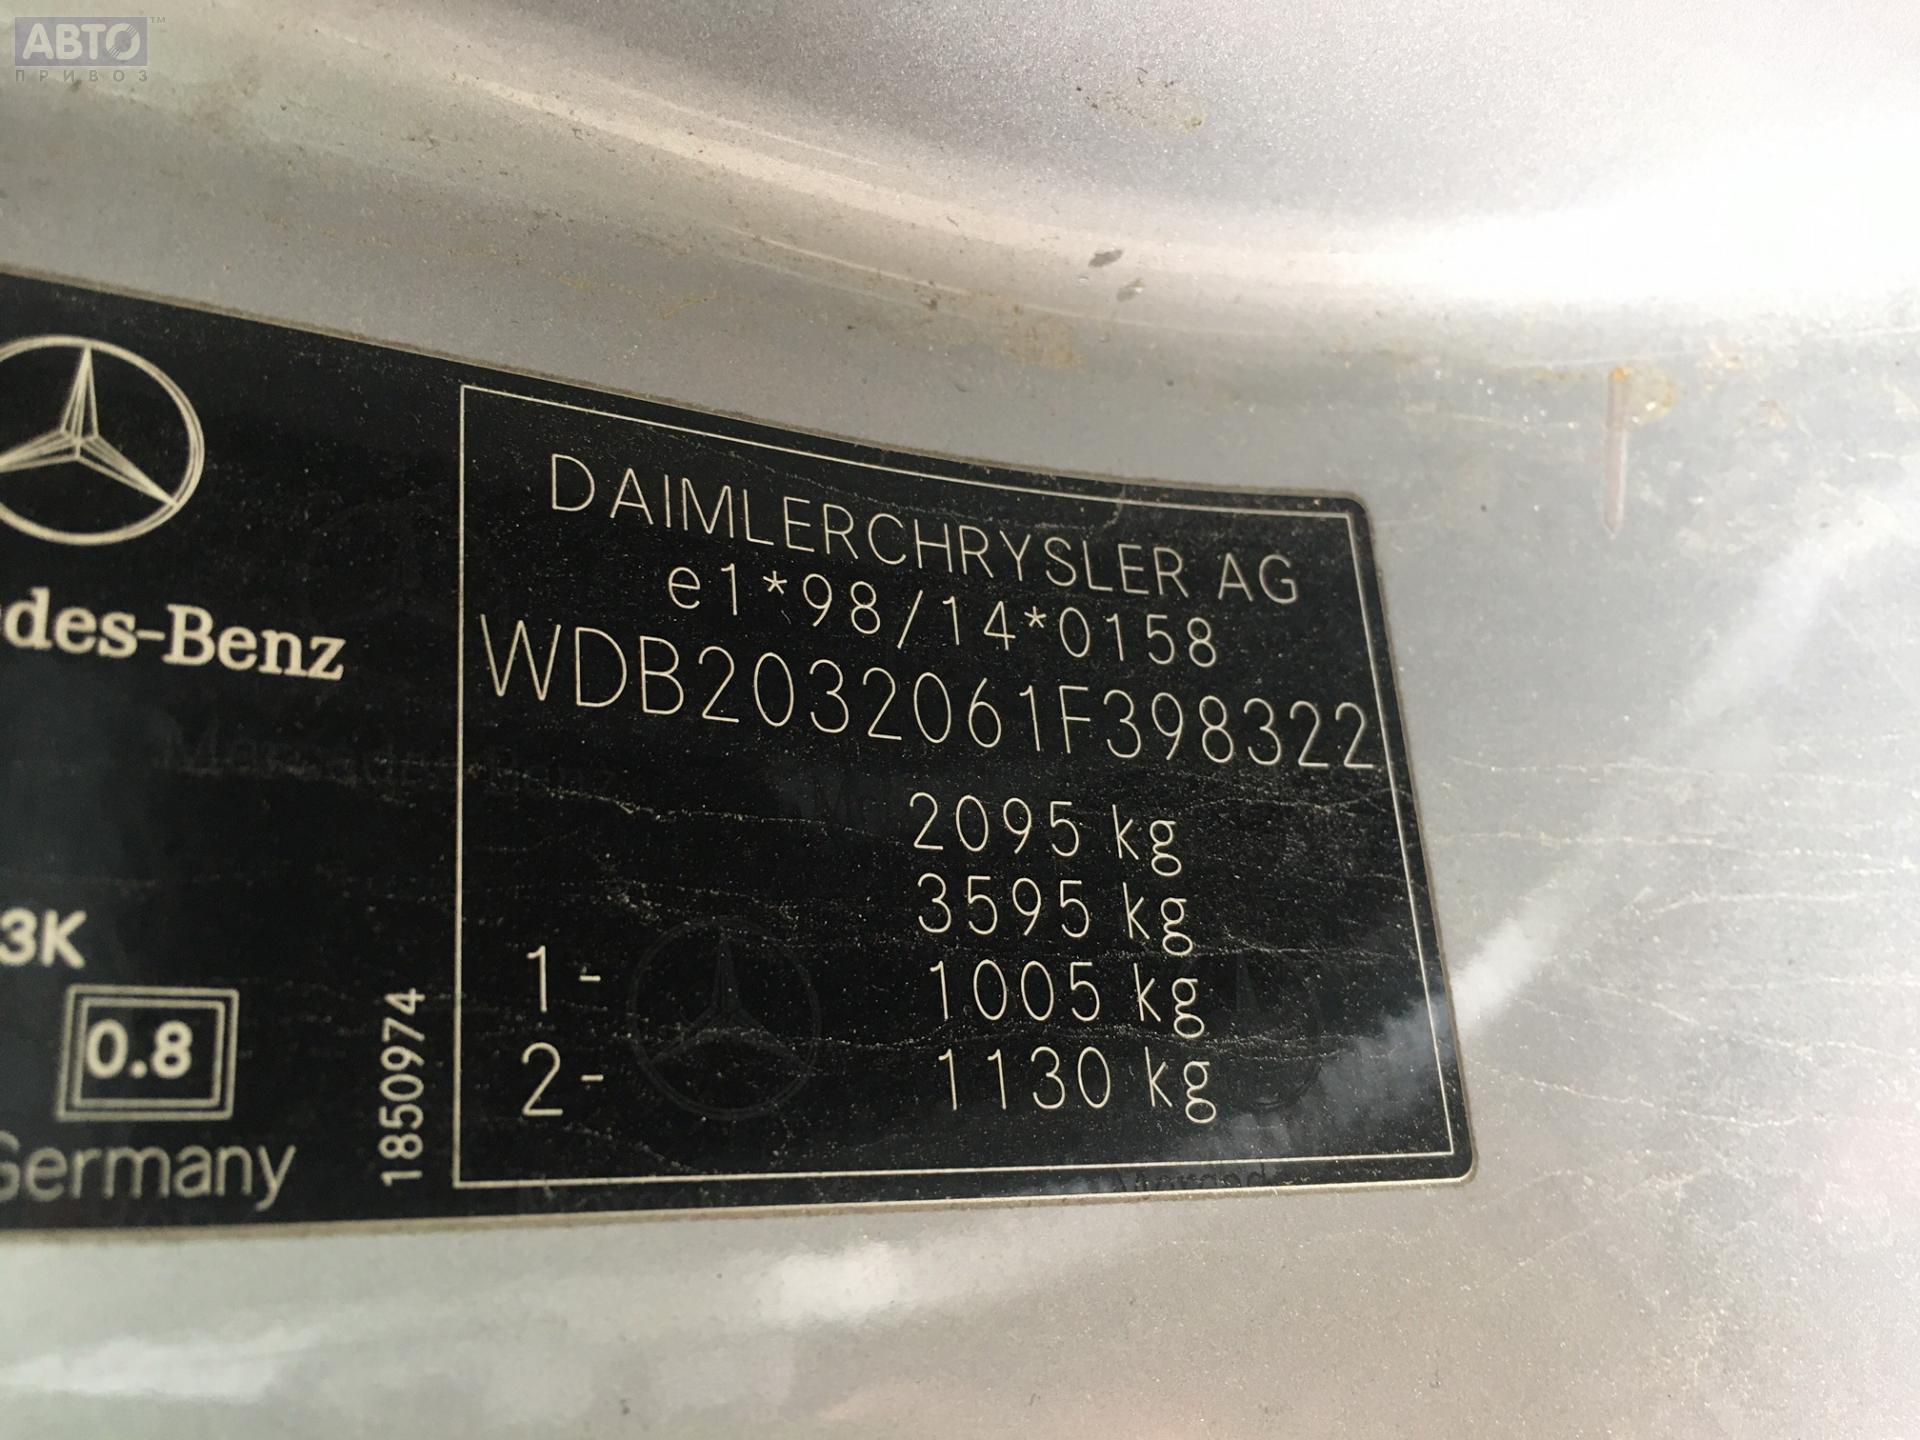 АВТО™
ПРИВОЗ
DAIMLERCHRYSLER AG
e1*98/14*0158
WDB2032061F398322
2095 kg
3595 kg
1- 1005 kg
2- 1130 kg
des-Benz
3K
0.8
Germany
1850974